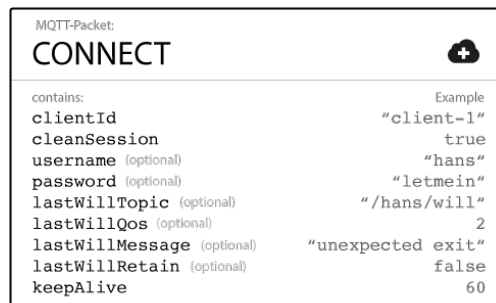 MQTT-Packet:
CONNECT
contains: Example
clientId "client-1"
cleanSession true
username (optional) "hans"
password (optional) "letmein"
lastWillTopic (optional) "/hans/will"
lastWillQos (optional) 2
lastWillMessage (optional) "unexpected exit"
lastWillRetain (optional) false
keepAlive 60